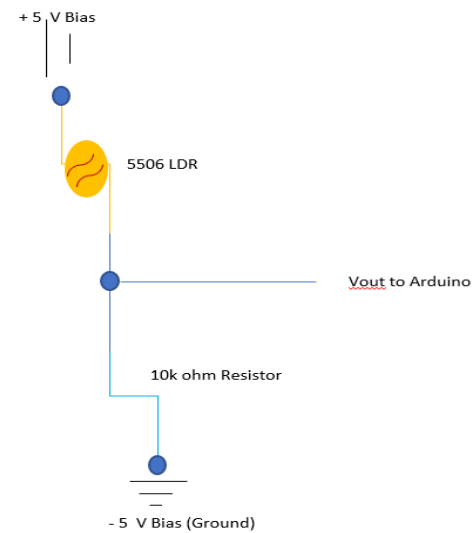 + 5 V Bias
5506 LDR
Vout to Arduino
10k ohm Resistor
- 5 V Bias (Ground)